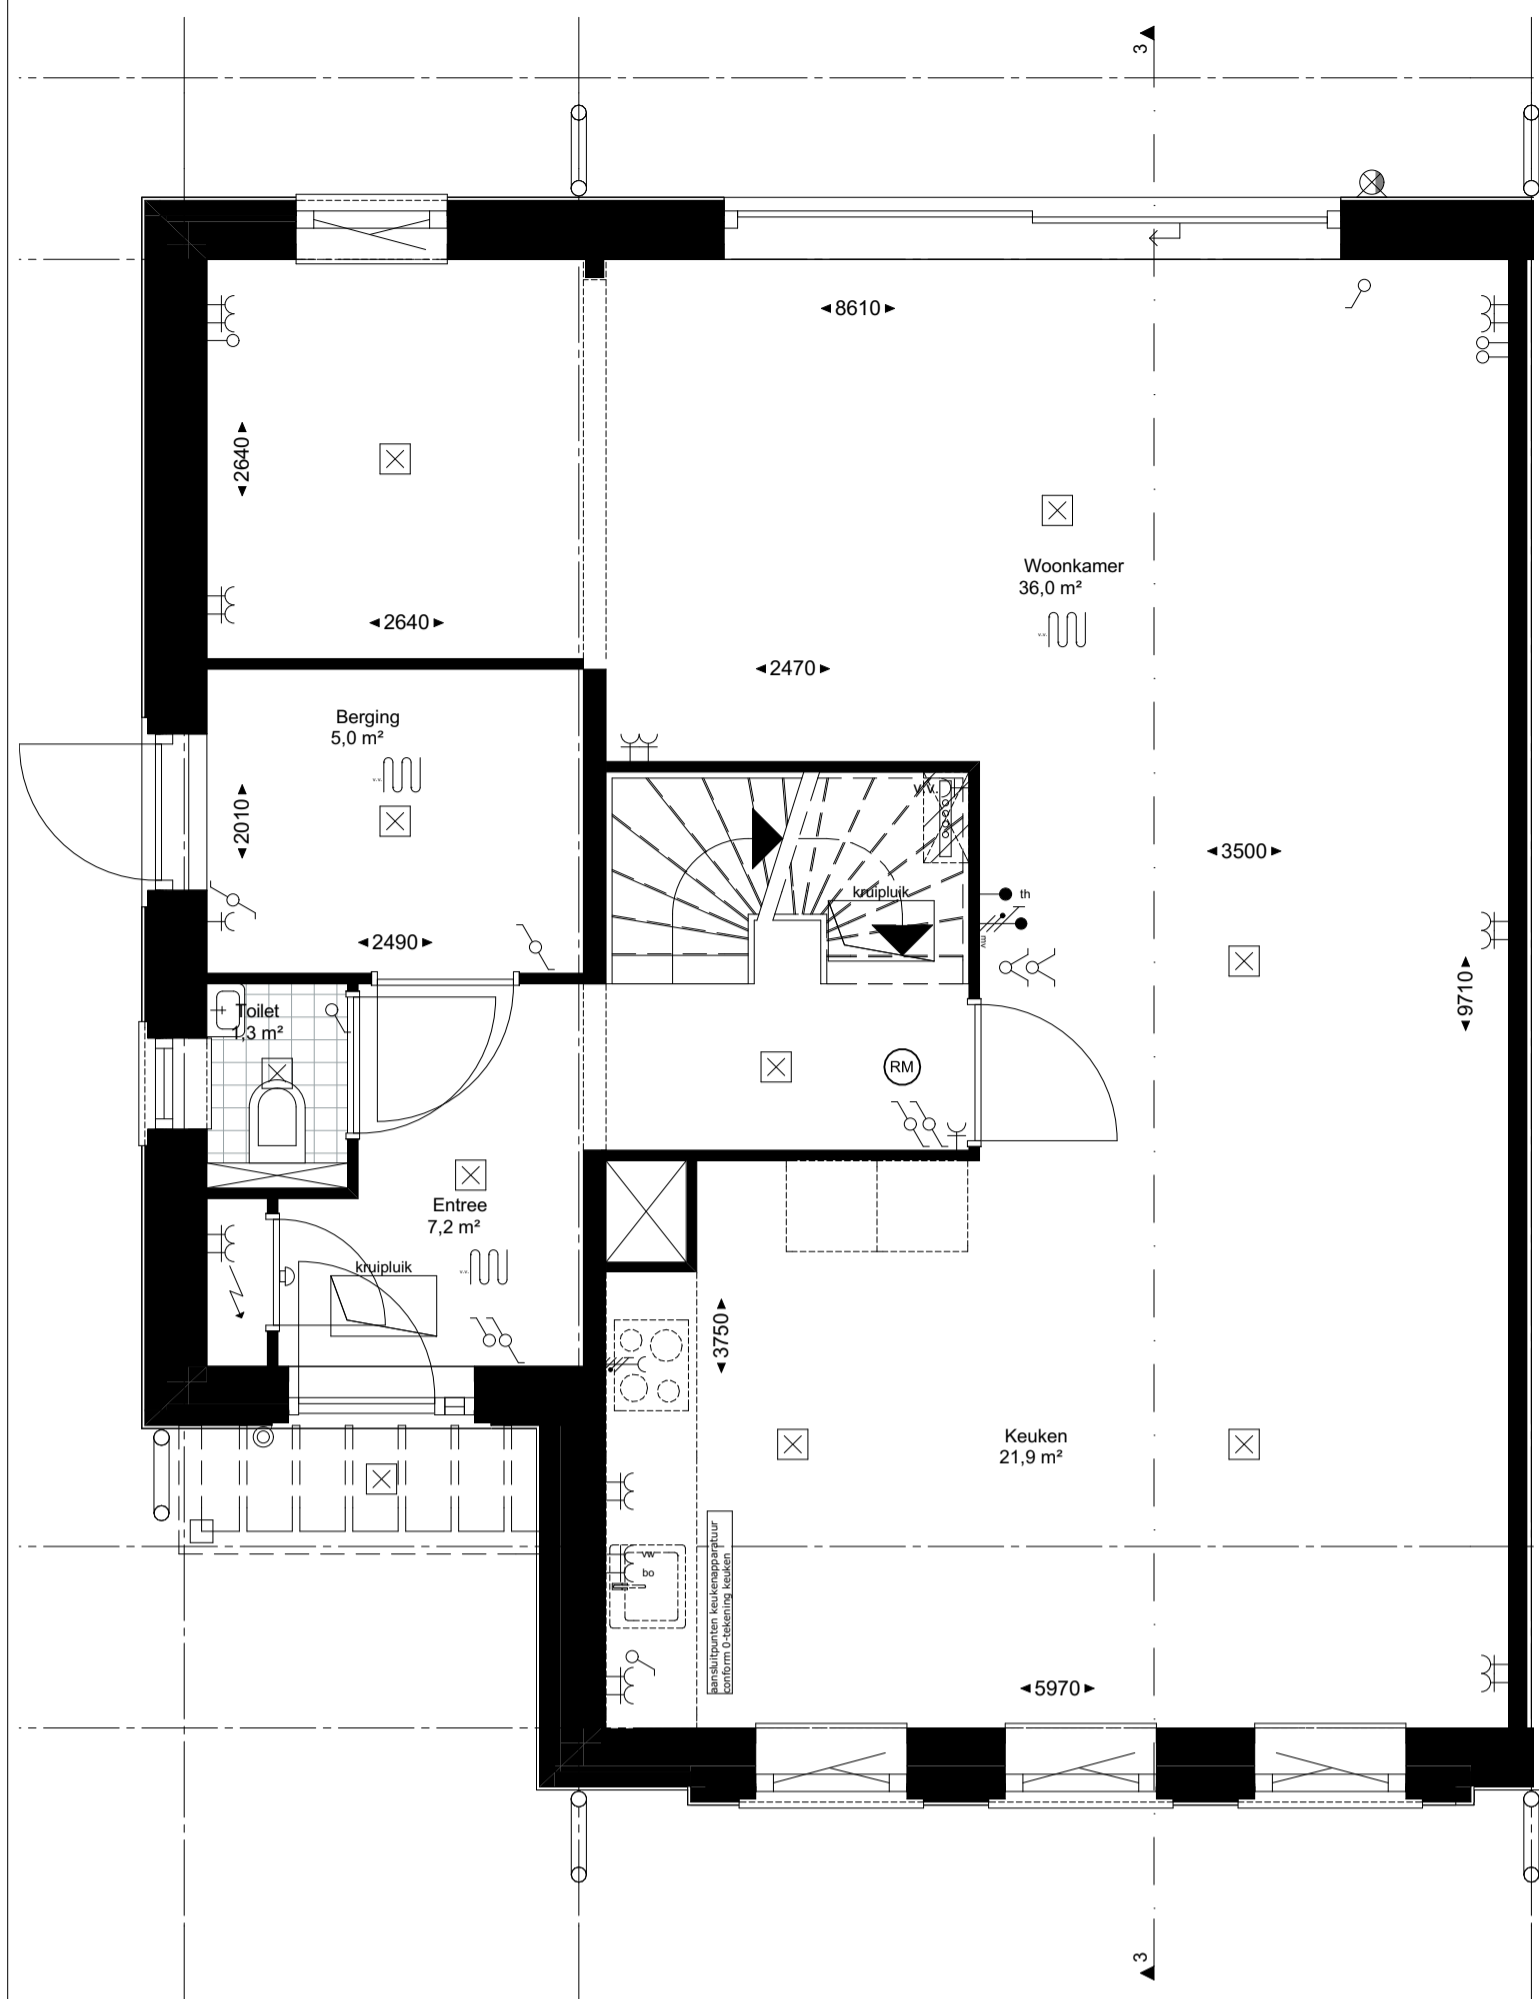 3
8610
2640
Woonkamer
36,0 m²
v.v.
2640
2470
Berging
5,0 m²
v.v.
v.v.
2010
3500
kruipluik
th
mv
2490
9710
Toilet
1,3 m²
RM
Entree
7,2 m²
v.v.
kruipluik
3750
Keuken
21,9 m²
vw
bo
aansluitpunten keukenapparatuur
conform 0-tekening keuken
5970
3